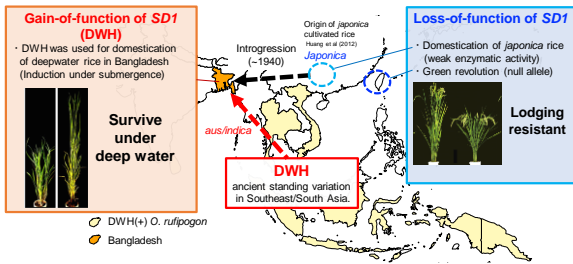 Gain-of-function of SD1
(DWH)
· DWH was used for domestication
of deepwater rice in Bangladesh
(Induction under submergence)
Survive
under
deep water
Introgression
(~1940)
Origin of japonica
cultivated rice
Huang et al (2012)
Japonica
aus/indica
DWH
ancient standing variation
in Southeast/South Asia.
Loss-of-function of SD1
· Domestication of japonica rice
(weak enzymatic activity)
· Green revolution (null allele)
Lodging
resistant
DWH(+) O. rufipogon
Bangladesh